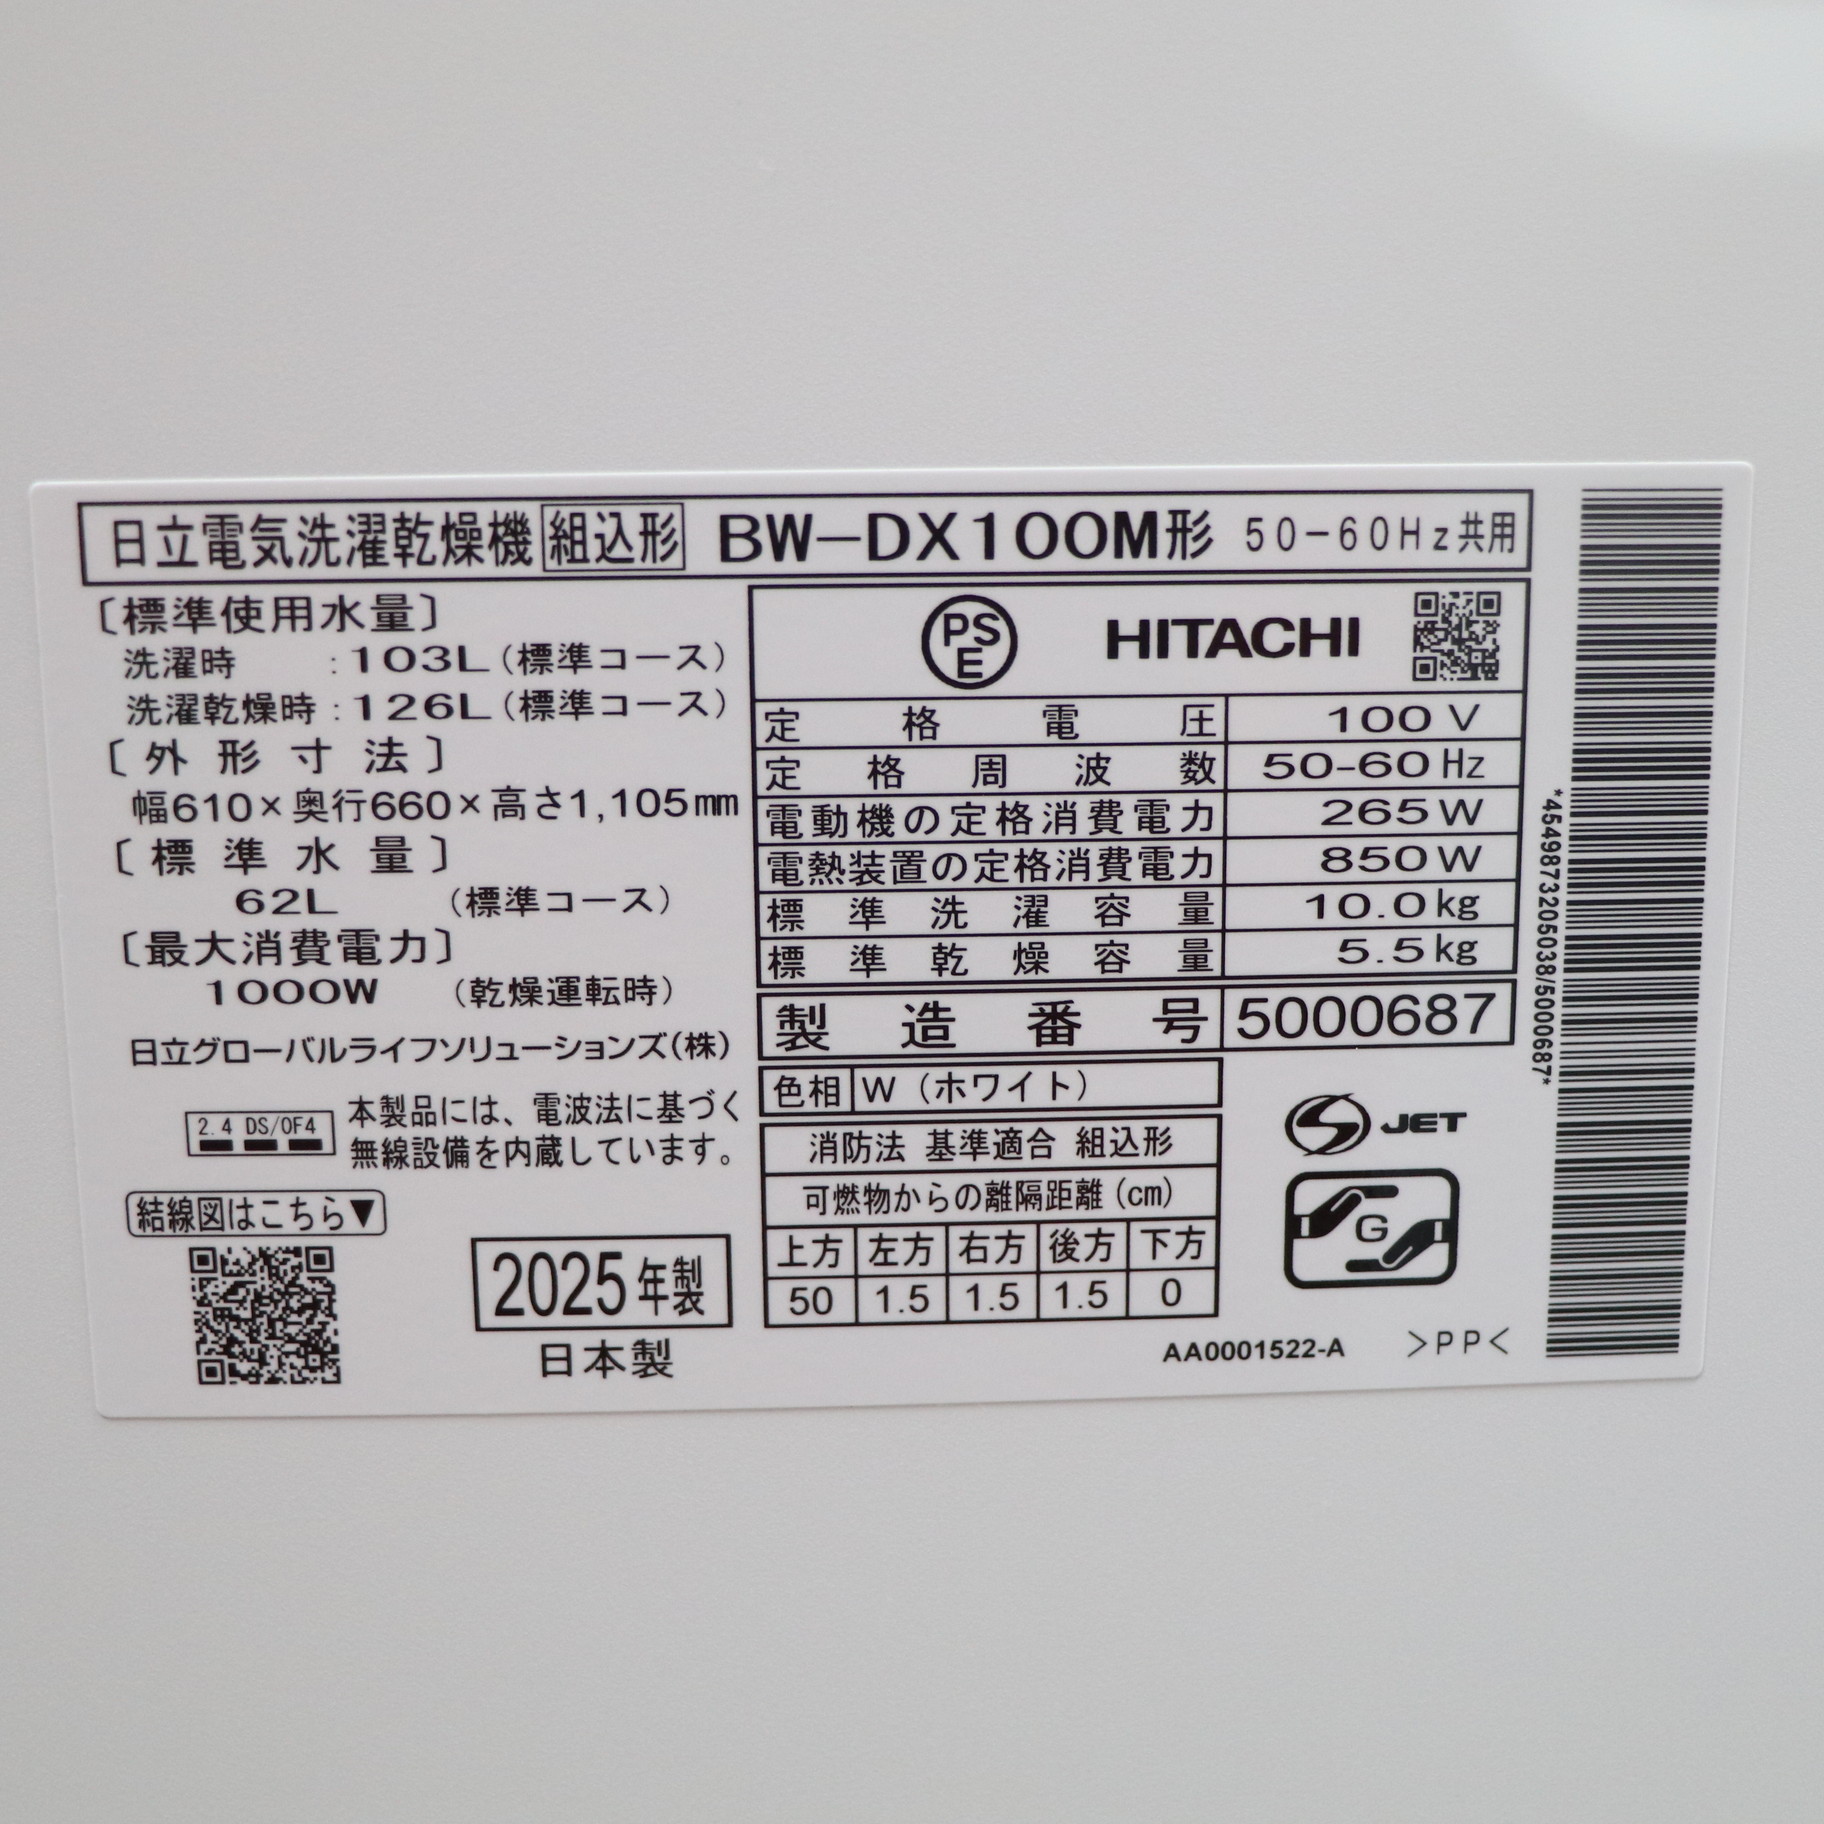 日立電気洗濯乾燥機 組込形 BW-DX100M形 50-60Hz共用
〔標準使用水量〕
洗濯時 : 103L(標準コース)
洗濯乾燥時 : 126L(標準コース)
〔外形寸法〕
幅610×奥行660×高さ1,105mm
〔標準水量〕
62L (標準コース)
〔最大消費電力〕
1000W (乾燥運転時)
日立グローバルライフソリューションズ(株)
2.4 DS/OF4
本製品には、電波法に基づく
無線設備を内蔵しています。
結線図はこちら▼
2025年製
日本製
PSE HITACHI
定格電圧 100V
定格周波数 50-60Hz
電動機の定格消費電力 265W
電熱装置の定格消費電力 850W
標準洗濯容量 10.0kg
標準乾燥容量 5.5kg
製造番号 5000687
色相 W (ホワイト)
消防法 基準適合 組込形
可燃物からの離隔距離(cm)
上方 左方 右方 後方 下方
50 1.5 1.5 1.5 0
S JET
G
AA0001522-A >PP<
*4549873205038/5000687*